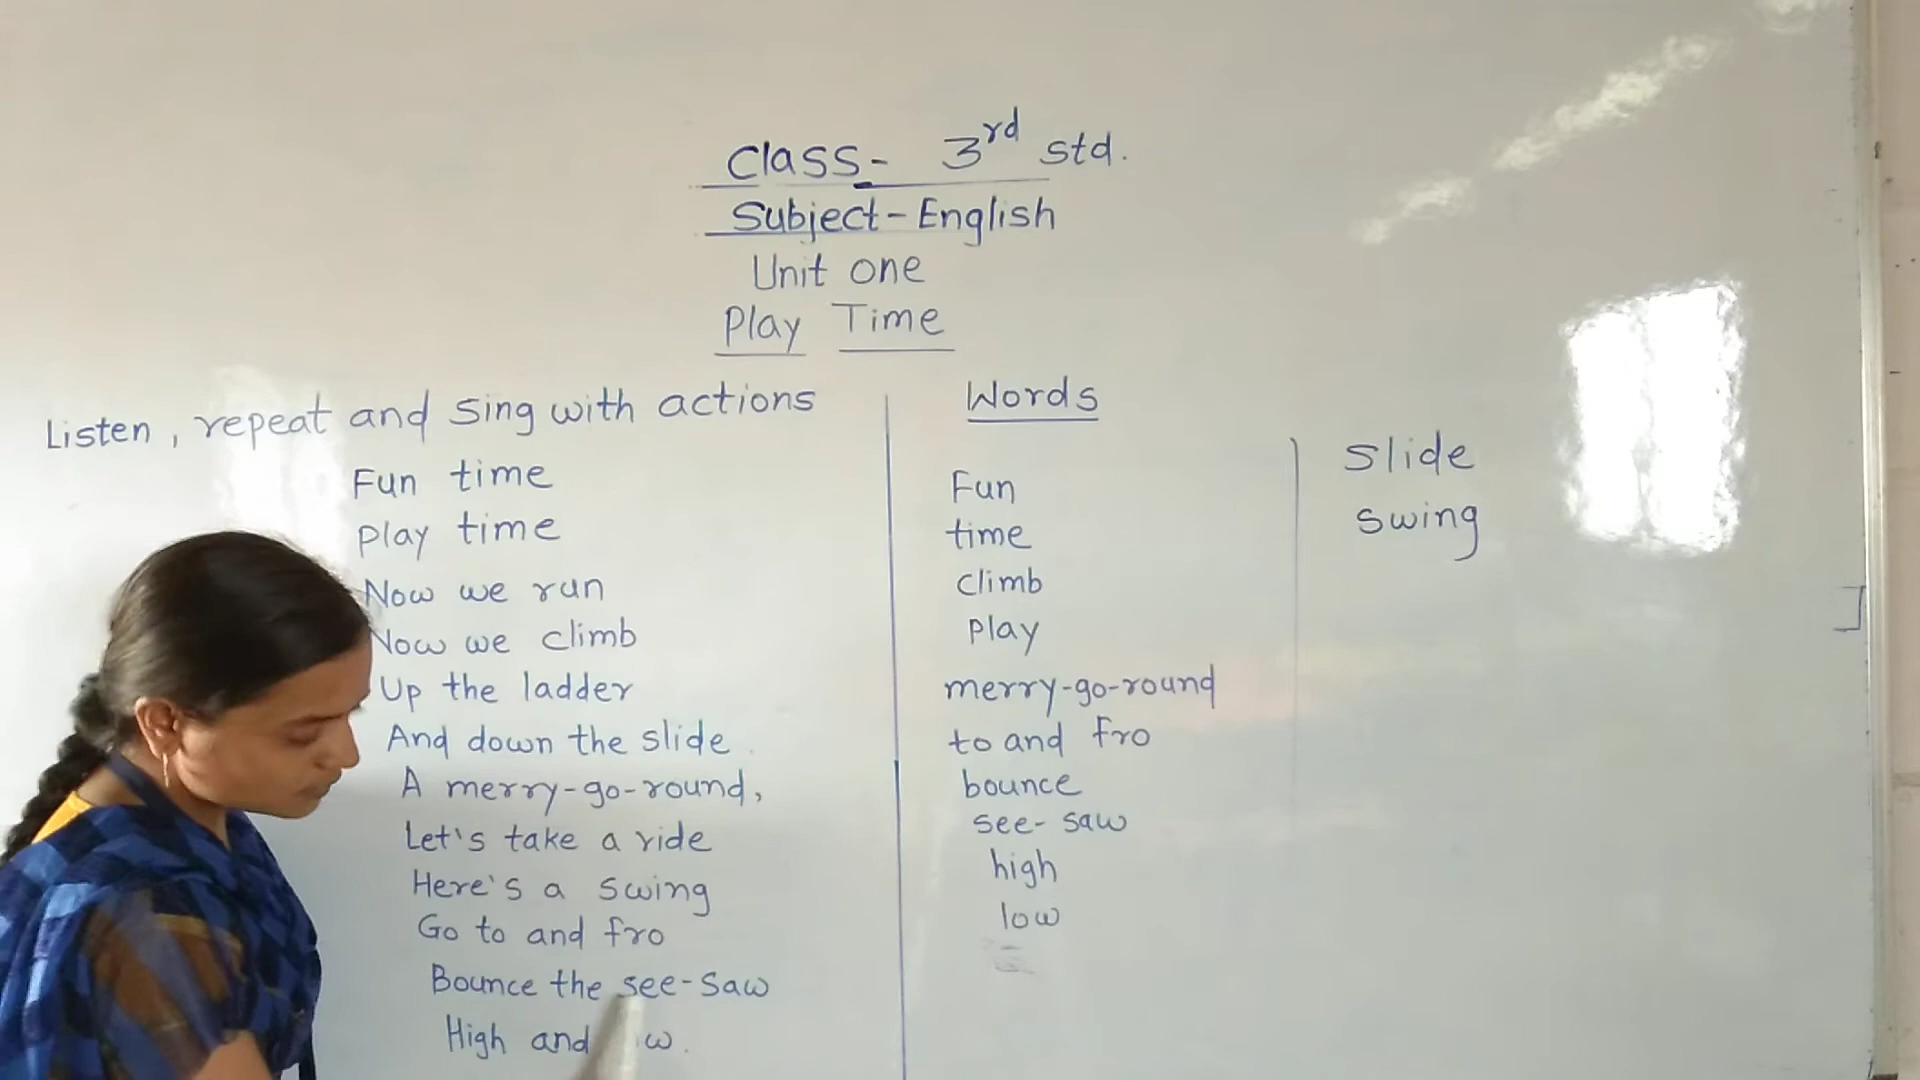 Class- 3rd std.
Subject-English
Unit one
Play Time
Listen, repeat and sing with actions
Fun time
Play time
Now we run
Now we climb
Up the ladder
And down the slide.
A merry-go-round,
Let's take a ride
Here's a swing
Go to and fro
Bounce the see-saw
High and
Words
Fun
time
climb
play
merry-go-round
to and fro
bounce
see-saw
high
low
Slide
swing